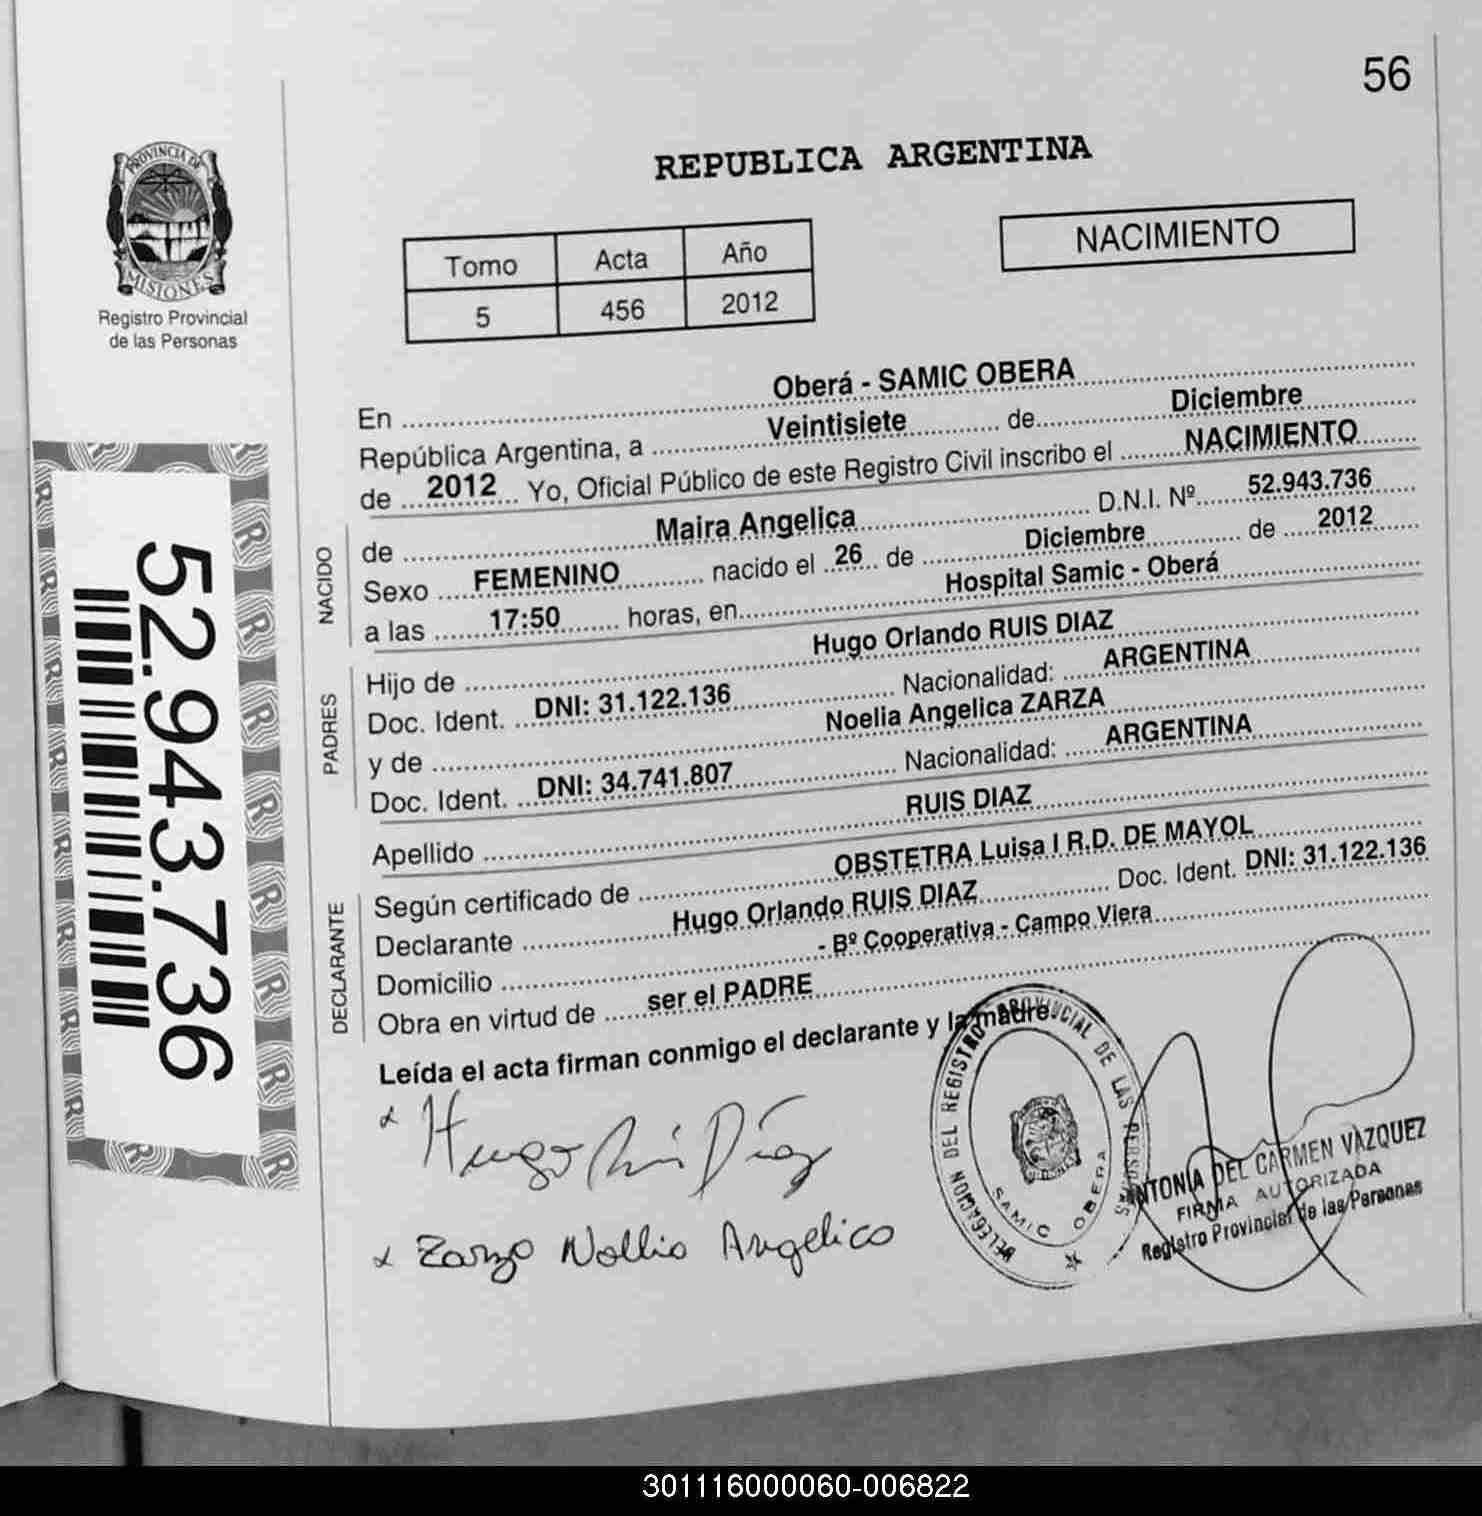 56
REPUBLICA ARGENTINA
PROVINCIA DE
MISIONES
Registro Provincial
de las Personas
Tomo Acta Año
5 456 2012
NACIMIENTO
En Oberá - SAMIC OBERA
República Argentina, a Veintisiete de Diciembre
de 2012 Yo, Oficial Público de este Registro Civil inscribo el NACIMIENTO
NACIDO
de Maira Angelica D.N.I. Nº 52.943.736
Sexo FEMENINO nacido el 26 de Diciembre de 2012
a las 17:50 horas, en Hospital Samic - Oberá
PADRES
Hijo de Hugo Orlando RUIS DIAZ
Doc. Ident. DNI: 31.122.136 Nacionalidad: ARGENTINA
y de Noelia Angelica ZARZA
Doc. Ident. DNI: 34.741.807 Nacionalidad: ARGENTINA
Apellido RUIS DIAZ
DECLARANTE
Según certificado de OBSTETRA Luisa I R.D. DE MAYOL
Declarante Hugo Orlando RUIS DIAZ Doc. Ident. DNI: 31.122.136
Domicilio - Bº Cooperativa - Campo Viera
Obra en virtud de ser el PADRE
Leída el acta firman conmigo el declarante y la madre
52.943.736
Hugo Ruis Díaz
Zarza Nollia Angelica
DELEGACION DEL REGISTRO PROVINCIAL DE LAS PERSONAS
SAMIC OBERA
ANTONIA DEL CARMEN VAZQUEZ
FIRMA AUTORIZADA
Registro Provincial de las Personas
301116000060-006822